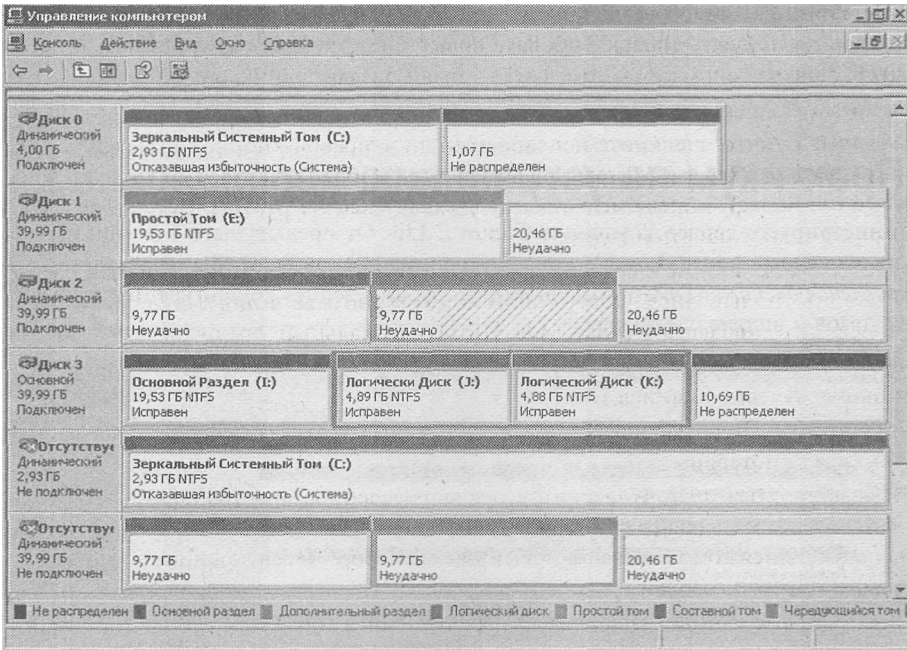 Управление компьютером
Консоль Действие Вид Окно Справка
Диск 0
Динамический
4,00 ГБ
Подключен
Зеркальный Системный Том (C:)
2,93 ГБ NTFS
Отказавшая избыточность (Система)
1,07 ГБ
Не распределен
Диск 1
Динамический
39,99 ГБ
Подключен
Простой Том (E:)
19,53 ГБ NTFS
Исправен
20,46 ГБ
Неудачно
Диск 2
Динамический
39,99 ГБ
Подключен
9,77 ГБ
Неудачно
9,77 ГБ
Неудачно
20,46 ГБ
Неудачно
Диск 3
Основной
39,99 ГБ
Подключен
Основной Раздел (I:)
19,53 ГБ NTFS
Исправен
Логически Диск (J:)
4,89 ГБ NTFS
Исправен
Логический Диск (K:)
4,88 ГБ NTFS
Исправен
10,69 ГБ
Не распределен
Отсутствує
Динамический
2,93 ГБ
Не подключен
Зеркальный Системный Том (C:)
2,93 ГБ NTFS
Отказавшая избыточность (Система)
Отсутствує
Динамический
39,99 ГБ
Не подключен
9,77 ГБ
Неудачно
9,77 ГБ
Неудачно
20,46 ГБ
Неудачно
Не распределен Основной раздел Дополнительный раздел Логический диск Простой том Составной том Чередующийся том